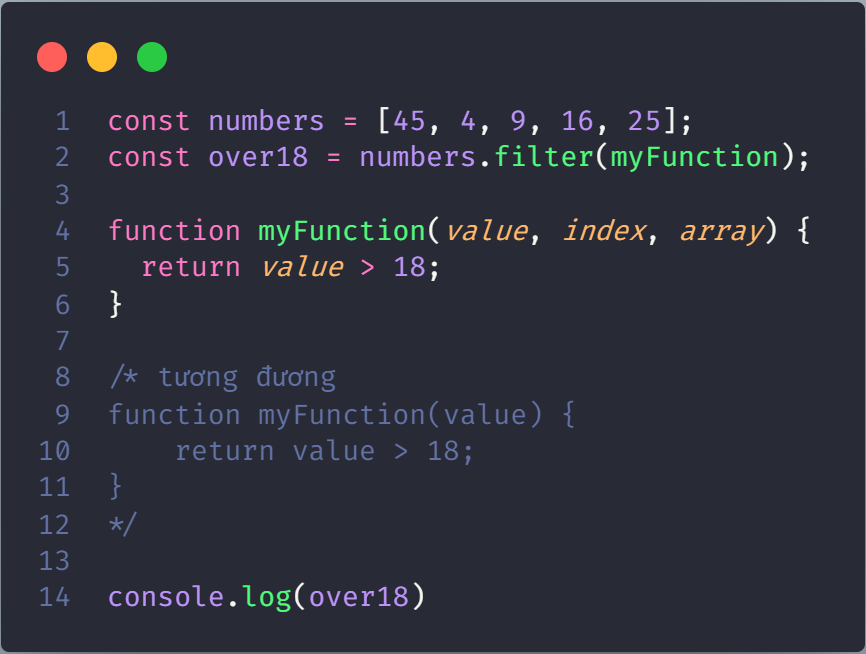 1 const numbers = [45, 4, 9, 16, 25];
2 const over18 = numbers.filter(myFunction);
3
4 function myFunction(value, index, array) {
5   return value > 18;
6 }
7
8 /* tương đương
9 function myFunction(value) {
10     return value > 18;
11 }
12 */
13
14 console.log(over18)